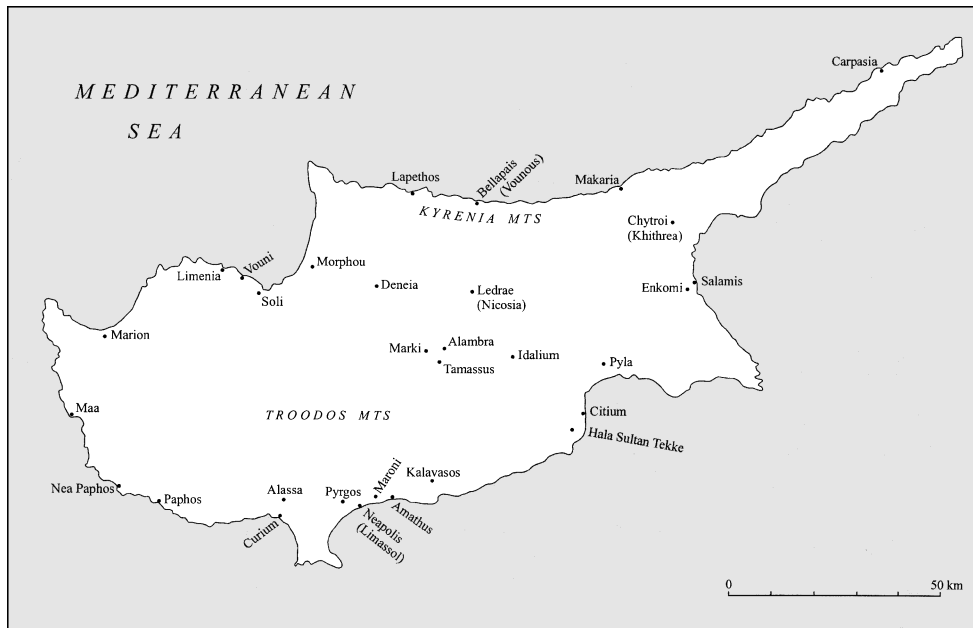 MEDITERRANEAN
SEA
Carpasia
Lapethos
Bellapais
(Vounous)
Makaria
KYRENIA MTS
Chytroi
(Khithrea)
Limenia
Vouni
Morphou
Soli
Deneia
Ledrae
(Nicosia)
Enkomi
Salamis
Marion
Marki
Alambra
Tamassus
Idalium
Pyla
Maa
TROODOS MTS
Citium
Hala Sultan Tekke
Nea Paphos
Paphos
Alassa
Curium
Pyrgos
Maroni
Kalavasos
Neapolis
(Limassol)
Amathus
0 50 km